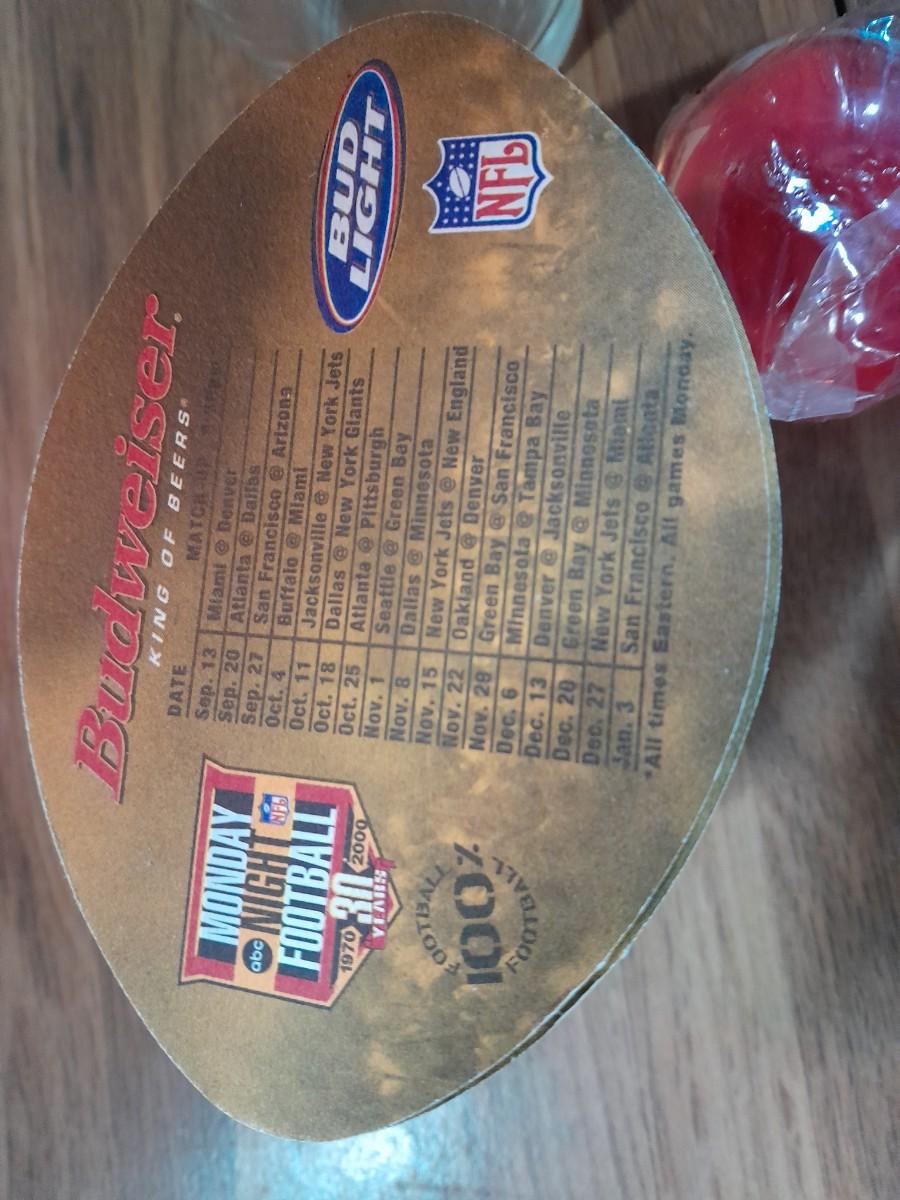 Budweiser®
KING OF BEERS®
DATE MATCH-UP
Sep. 13 Miami @ Denver
Sep. 20 Atlanta @ Dallas
Sep. 27 San Francisco @ Arizona
Oct. 4 Buffalo @ Miami
Oct. 11 Jacksonville @ New York Jets
Oct. 18 Dallas @ New York Giants
Oct. 25 Atlanta @ Pittsburgh
Nov. 1 Seattle @ Green Bay
Nov. 8 Dallas @ Minnesota
Nov. 15 New York Jets @ New England
Nov. 22 Oakland @ Denver
Nov. 29 Green Bay @ San Francisco
Dec. 6 Minnesota @ Tampa Bay
Dec. 13 Denver @ Jacksonville
Dec. 20 Green Bay @ Minnesota
Dec. 27 New York Jets @ Miami
Jan. 3 San Francisco @ Atlanta
*All times Eastern. All games Monday.
MONDAY
abc NIGHT NFL
FOOTBALL
1970 30 2000
YEARS
FOOTBALL
100%
FOOTBALL
BUD
LIGHT
NFL